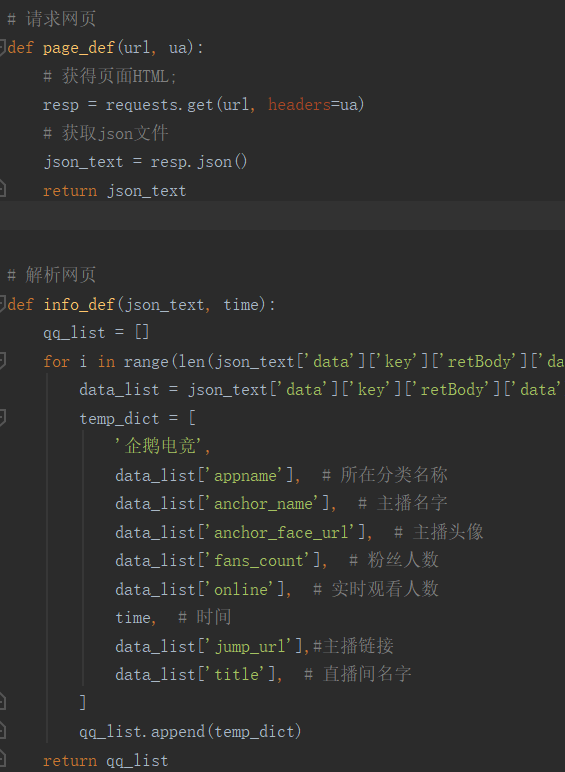 # 请求网页
def page_def(url, ua):
# 获得页面HTML;
resp = requests.get(url, headers=ua)
# 获取json文件
json_text = resp.json()
return json_text
# 解析网页
def info_def(json_text, time):
qq_list = []
for i in range(len(json_text['data']['key']['retBody']['da
data_list = json_text['data']['key']['retBody']['data'
temp_dict = [
'企鹅电竞',
data_list['appname'], # 所在分类名称
data_list['anchor_name'], # 主播名字
data_list['anchor_face_url'], # 主播头像
data_list['fans_count'], # 粉丝人数
data_list['online'], # 实时观看人数
time, # 时间
data_list['jump_url'],#主播链接
data_list['title'], # 直播间名字
]
qq_list.append(temp_dict)
return qq_list